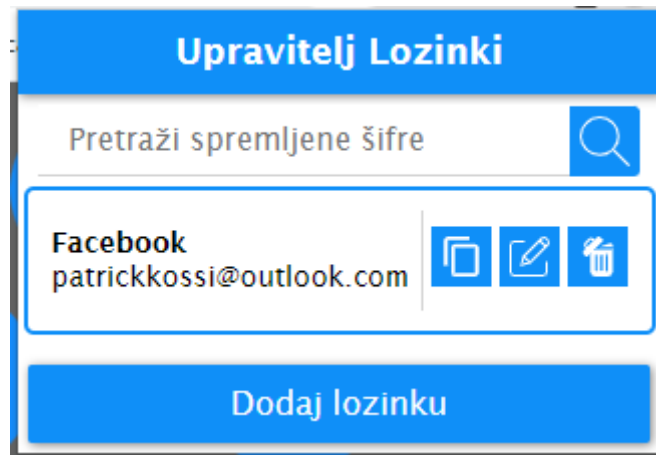 Upravitelj Lozinki
Pretraži spremljene šifre
Facebook
patrickkossi@outlook.com
Dodaj lozinku